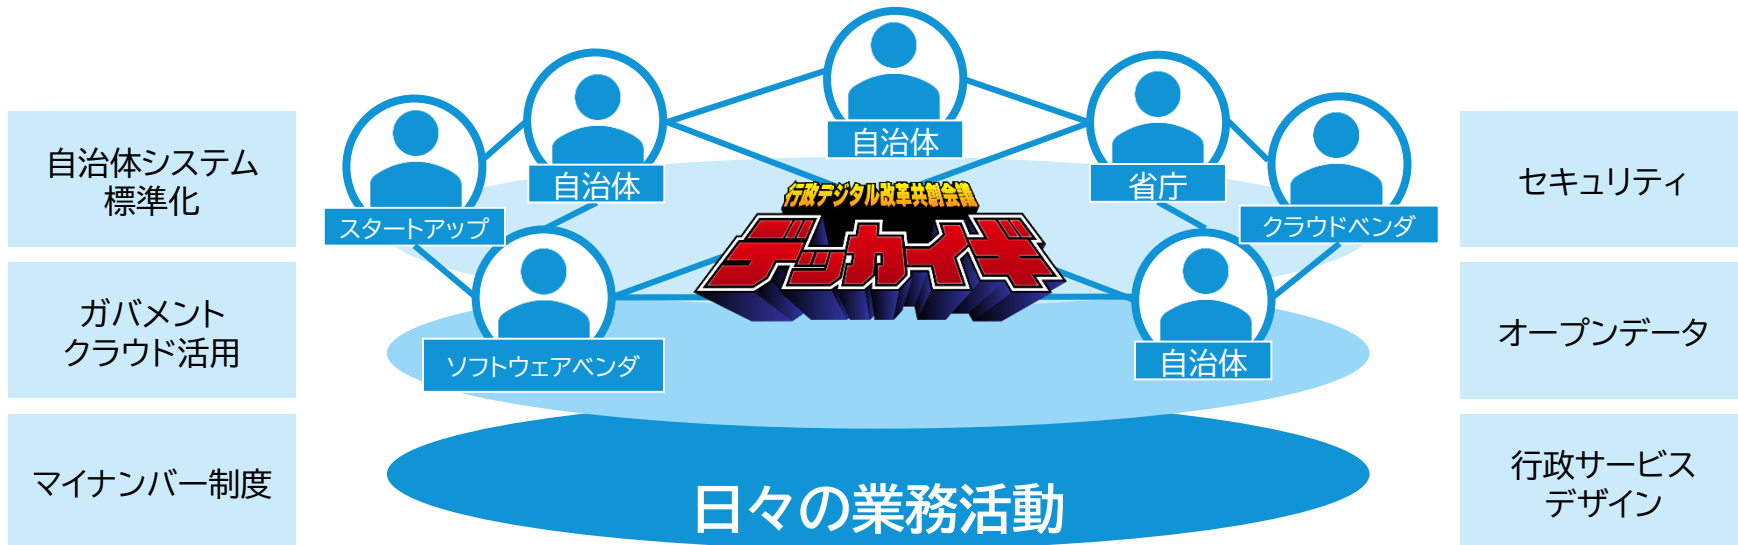 自治体システム
標準化
ガバメント
クラウド活用
マイナンバー制度
自治体
自治体
省庁
スタートアップ
クラウドベンダ
行政デジタル改革共創会議
デッカイギ
ソフトウェアベンダ
自治体
日々の業務活動
セキュリティ
オープンデータ
行政サービス
デザイン